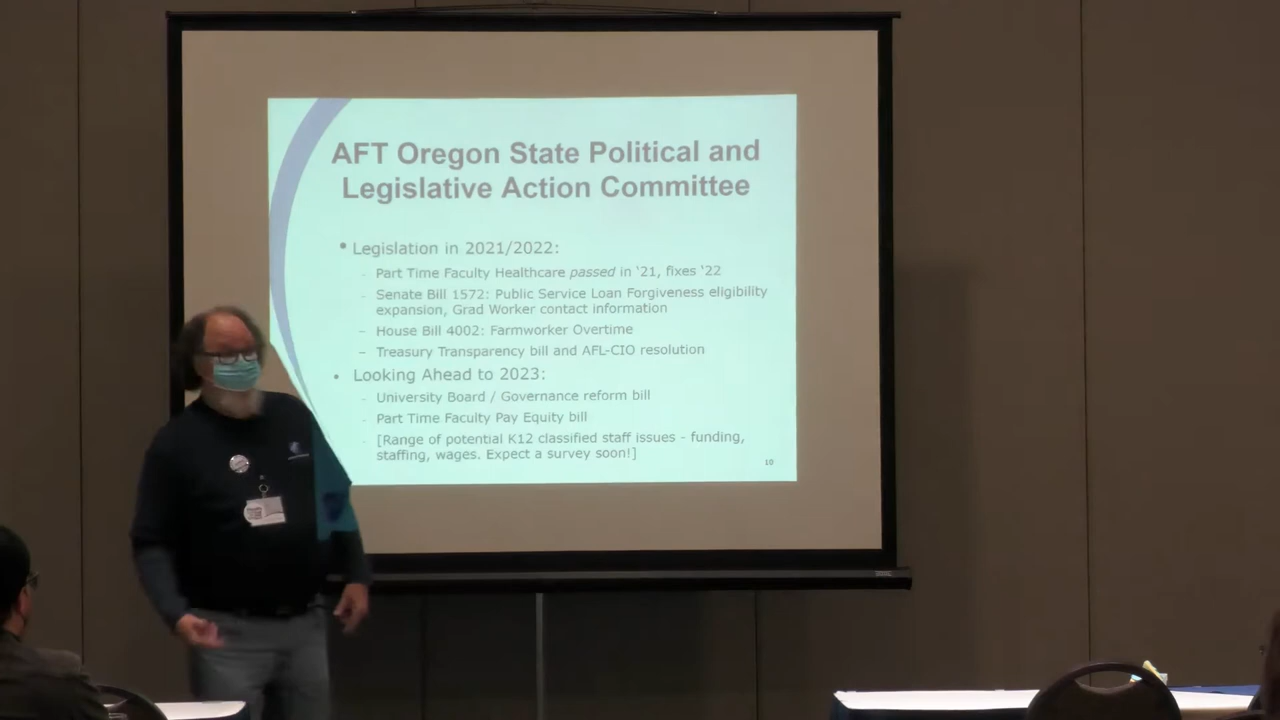 AFT Oregon State Political and
Legislative Action Committee
• Legislation in 2021/2022:
– Part Time Faculty Healthcare passed in ‘21, fixes ‘22
– Senate Bill 1572: Public Service Loan Forgiveness eligibility
expansion, Grad Worker contact information
– House Bill 4002: Farmworker Overtime
– Treasury Transparency bill and AFL-CIO resolution
• Looking Ahead to 2023:
– University Board / Governance reform bill
– Part Time Faculty Pay Equity bill
– [Range of potential K12 classified staff issues - funding,
staffing, wages. Expect a survey soon!]
10